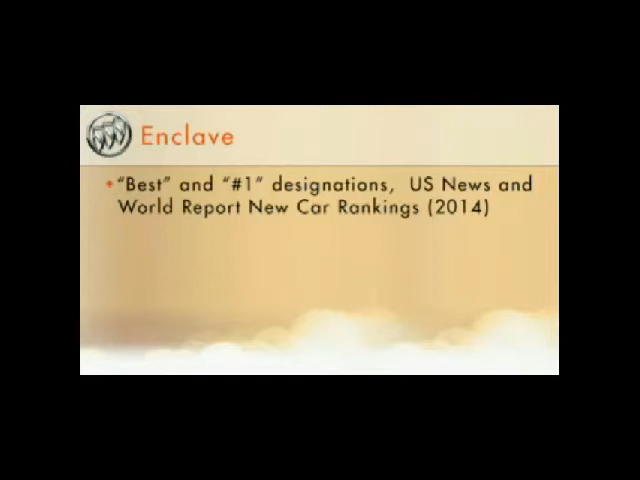 Enclave
• “Best” and “#1” designations, US News and
World Report New Car Rankings (2014)